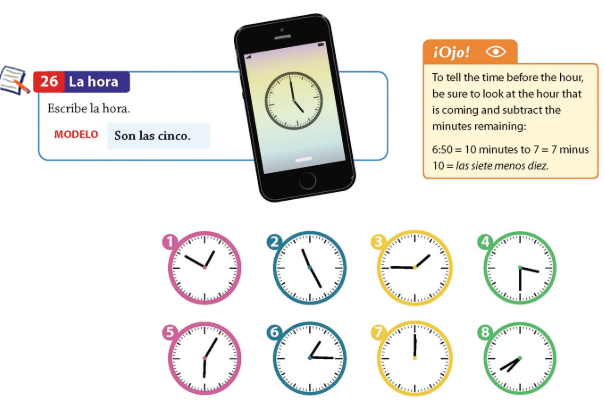 26 La hora
Escribe la hora.
MODELO Son las cinco.
¡Ojo!
To tell the time before the hour,
be sure to look at the hour that
is coming and subtract the
minutes remaining:
6:50 = 10 minutes to 7 = 7 minus
10 = las siete menos diez.
1 2 3 4
5 6 7 8